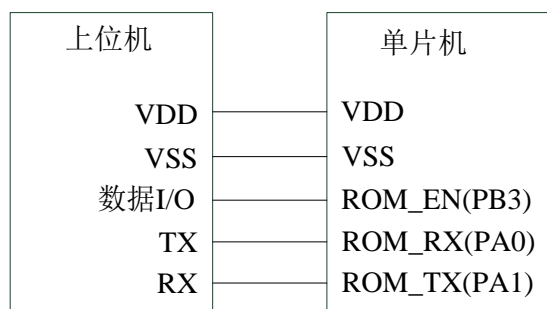 上位机 单片机
VDD VDD
VSS VSS
数据I/O ROM_EN(PB3)
TX ROM_RX(PA0)
RX ROM_TX(PA1)